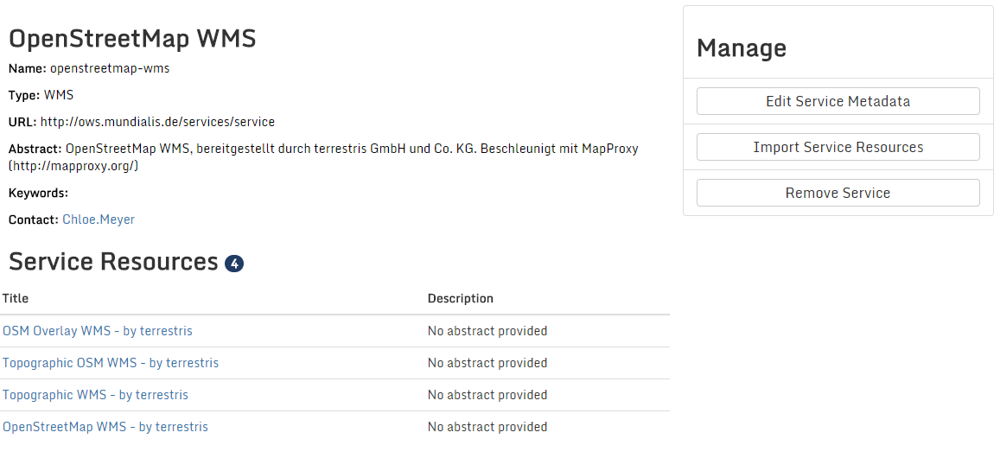 OpenStreetMap WMS
Name: openstreetmap-wms
Type: WMS
URL: http://ows.mundialis.de/services/service
Abstract: OpenStreetMap WMS, bereitgestellt durch terrestris GmbH und Co. KG. Beschleunigt mit MapProxy
(http://mapproxy.org/)
Keywords:
Contact: Chloe.Meyer
Service Resources 4
Title Description
OSM Overlay WMS - by terrestris No abstract provided
Topographic OSM WMS - by terrestris No abstract provided
Topographic WMS - by terrestris No abstract provided
OpenStreetMap WMS - by terrestris No abstract provided
Manage
Edit Service Metadata
Import Service Resources
Remove Service